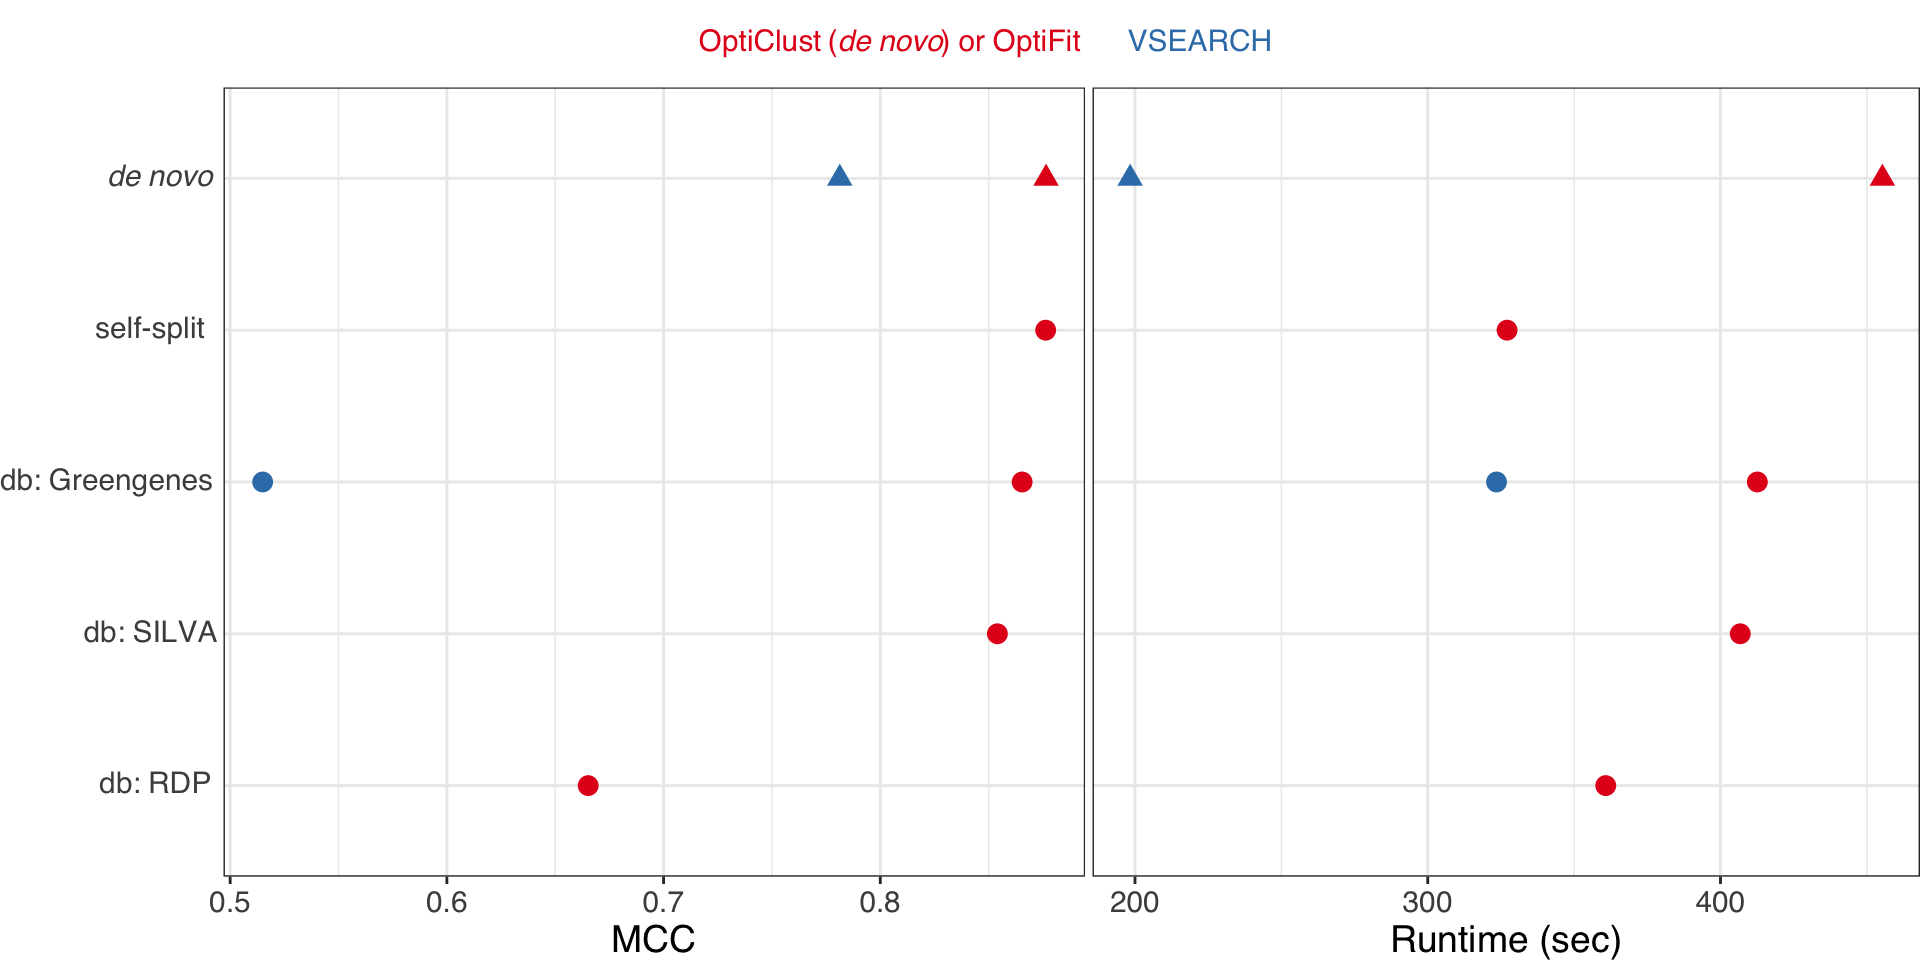 OptiClust (de novo) or OptiFit VSEARCH
de novo
self-split
db: Greengenes
db: SILVA
db: RDP
0.5 0.6 0.7 0.8 200 300 400
MCC Runtime (sec)